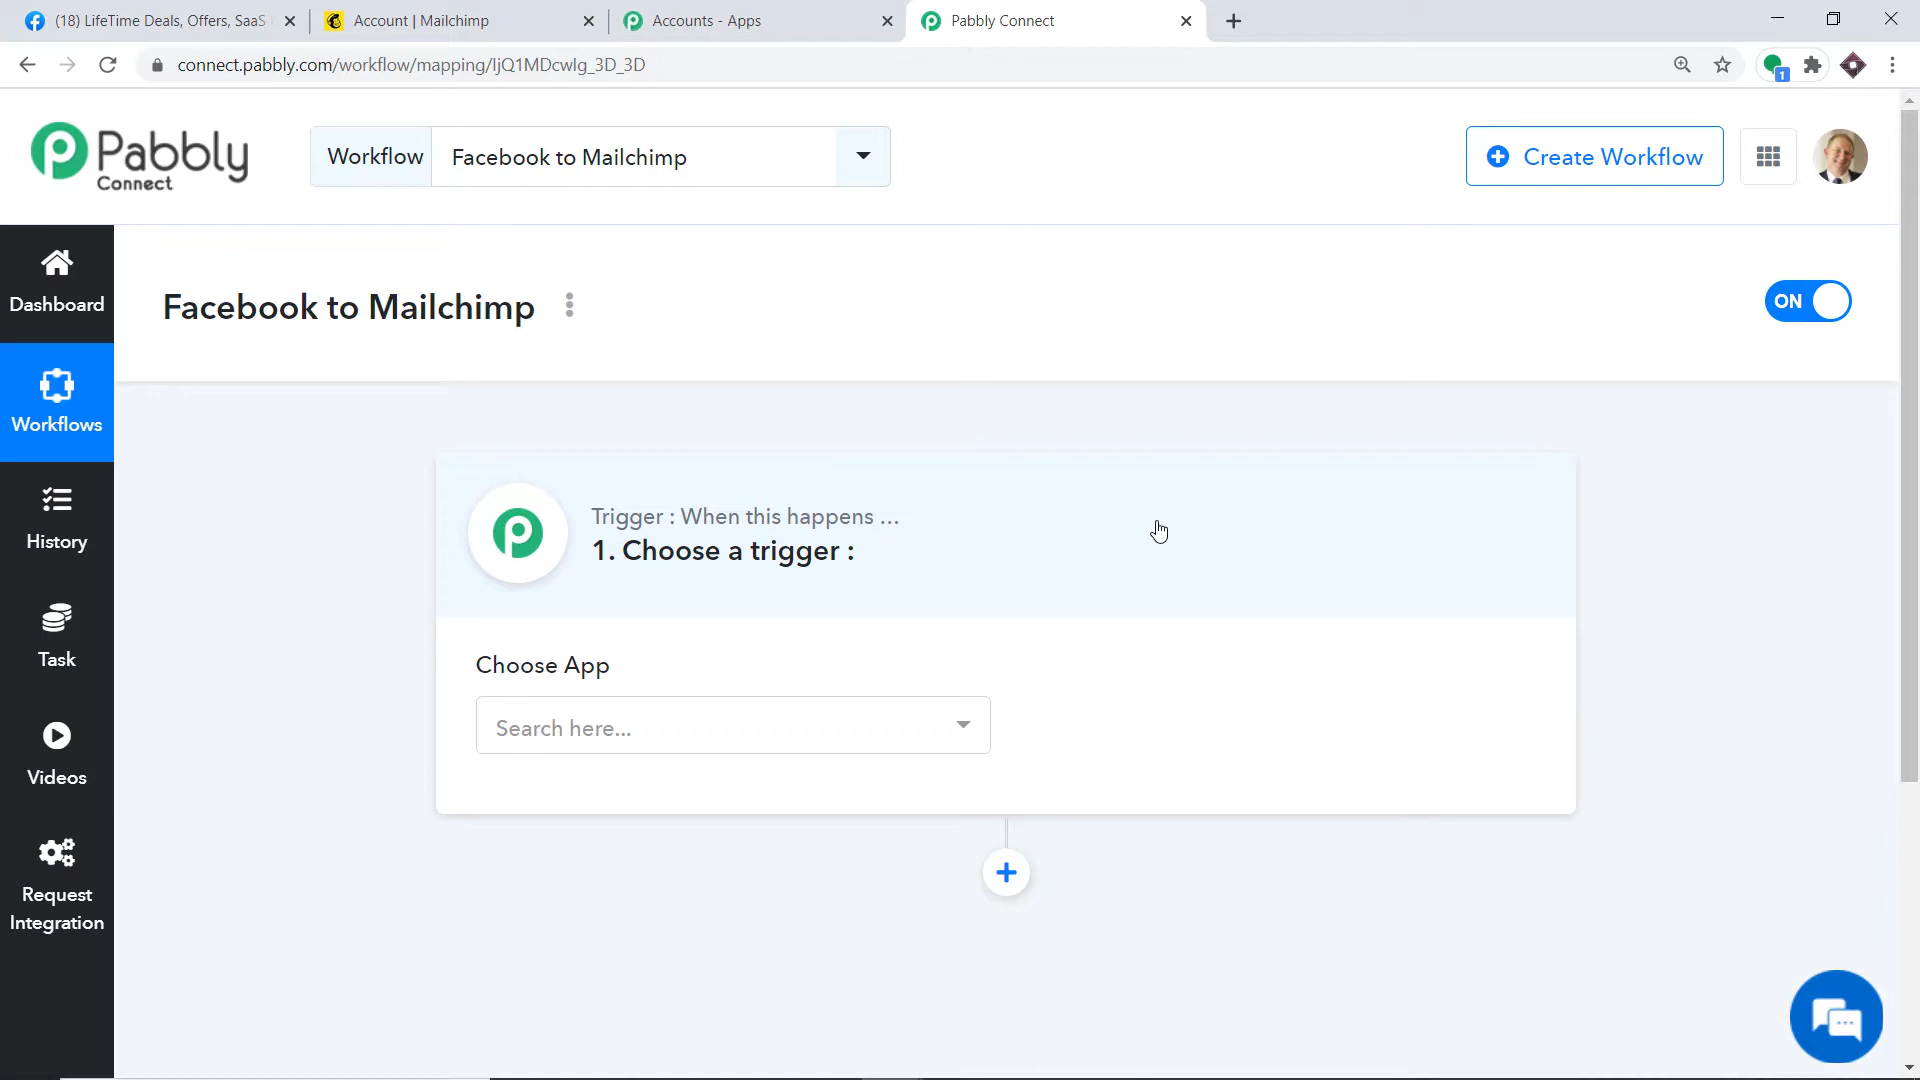 (18) LifeTime Deals, Offers, SaaS
Account | Mailchimp
Accounts - Apps
Pabbly Connect
connect.pabbly.com/workflow/mapping/IjQ1MDcwIg_3D_3D
1
Pabbly
Connect
Workflow
Facebook to Mailchimp
Create Workflow
Facebook to Mailchimp
ON
Dashboard
Workflows
History
Task
Videos
Request
Integration
Trigger : When this happens ...
1. Choose a trigger :
Choose App
Search here...